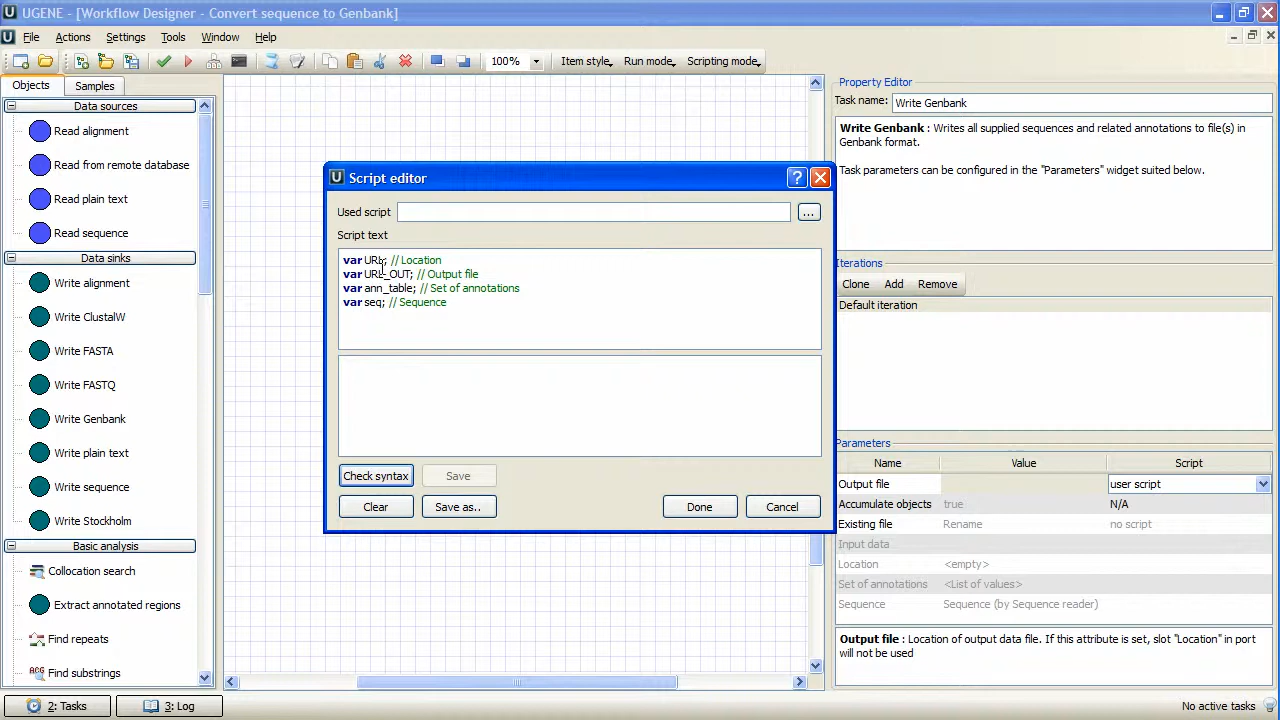 UGENE - [Workflow Designer - Convert sequence to Genbank]
File Actions Settings Tools Window Help
100% Item style Run mode Scripting mode
Objects Samples
Data sources
Read alignment
Read from remote database
Read plain text
Read sequence
Data sinks
Write alignment
Write ClustalW
Write FASTA
Write FASTQ
Write Genbank
Write plain text
Write sequence
Write Stockholm
Basic analysis
Collocation search
Extract annotated regions
Find repeats
Find substrings
Script editor
Used script
...
Script text
var URL; // Location
var URL_OUT; // Output file
var ann_table; // Set of annotations
var seq; // Sequence
Check syntax Save
Clear Save as.. Done Cancel
Property Editor
Task name: Write Genbank
Write Genbank : Writes all supplied sequences and related annotations to file(s) in
Genbank format.
Task parameters can be configured in the "Parameters" widget suited below.
Iterations
Clone Add Remove
Default iteration
Parameters
Name Value Script
Output file user script
Accumulate objects true N/A
Existing file Rename no script
Input data
Location <empty>
Set of annotations <List of values>
Sequence Sequence (by Sequence reader)
Output file : Location of output data file. If this attribute is set, slot "Location" in port
will not be used
2: Tasks 3: Log No active tasks